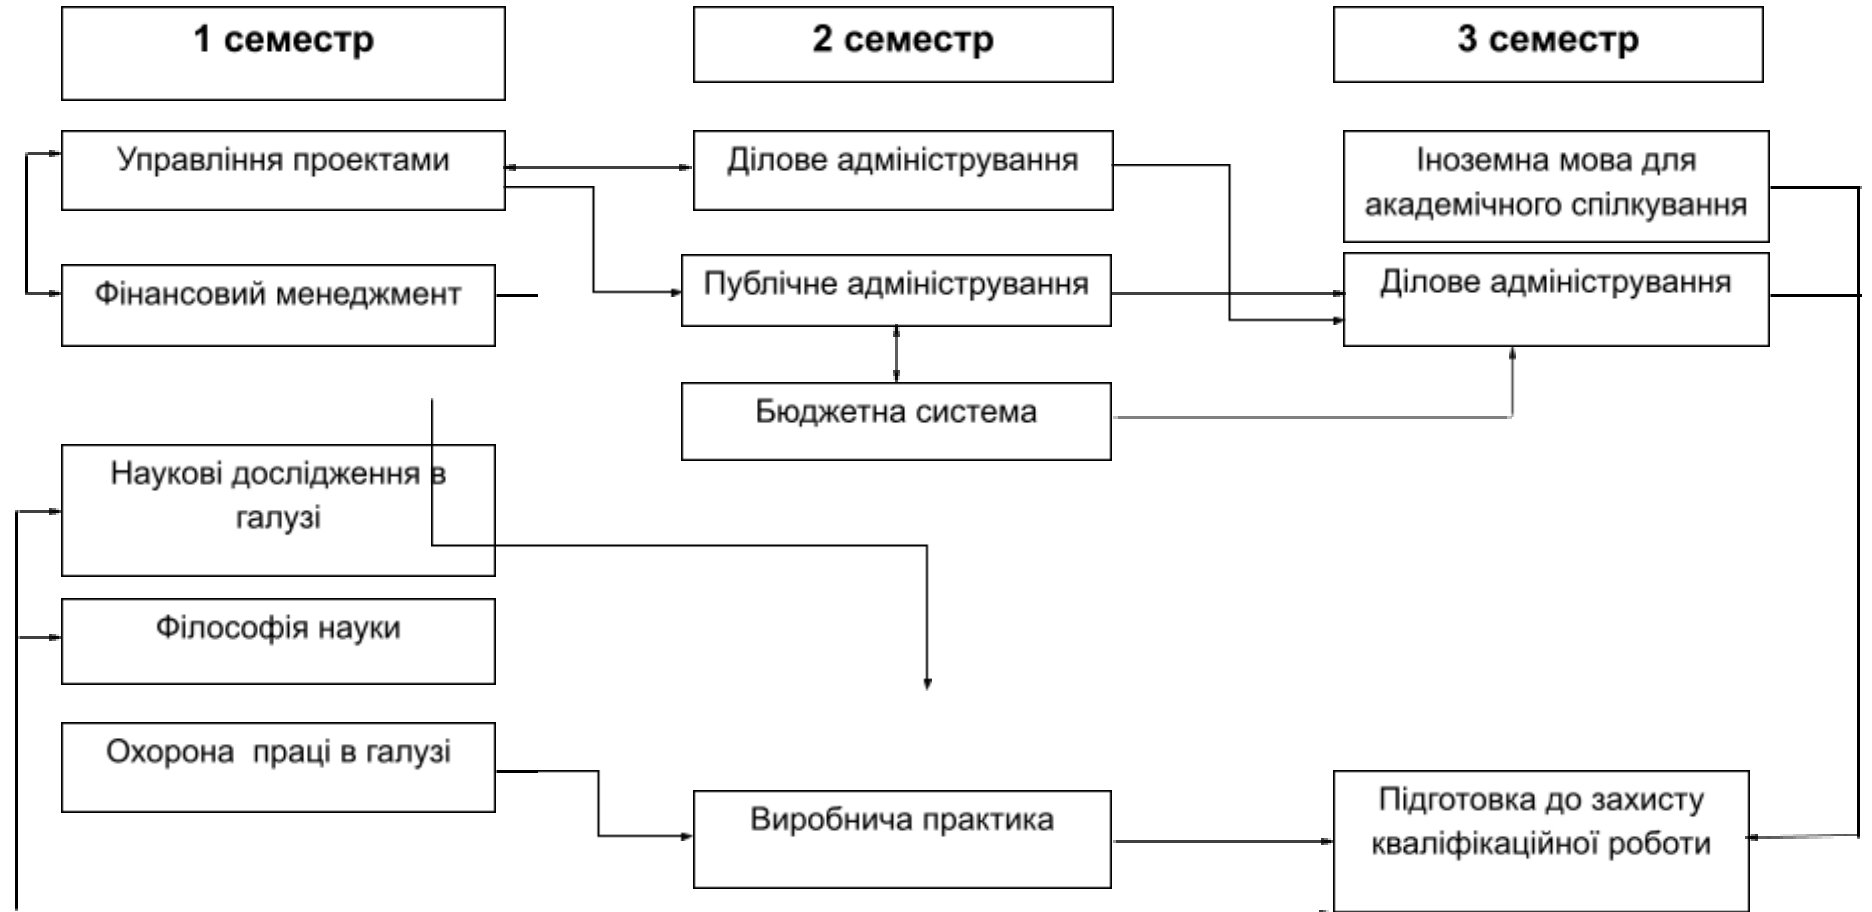 1 семестр
2 семестр
3 семестр
Управління проектами
Ділове адміністрування
Іноземна мова для
академічного спілкування
Фінансовий менеджмент
Публічне адміністрування
Ділове адміністрування
Бюджетна система
Наукові дослідження в
галузі
Філософія науки
Охорона  праці в галузі
Виробнича практика
Підготовка до захисту
кваліфікаційної роботи